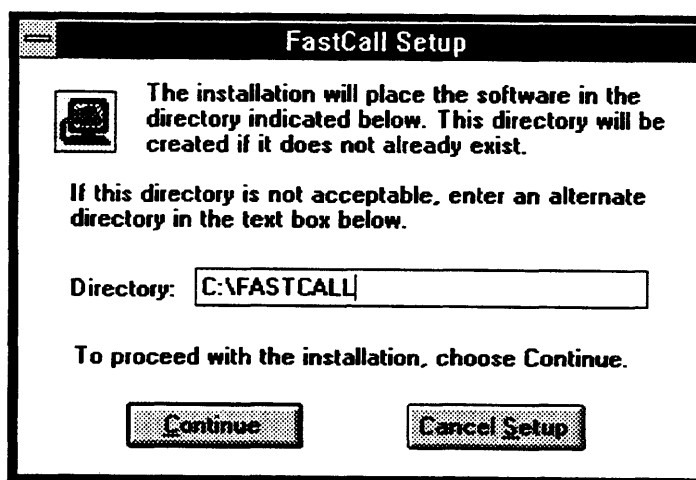 FastCall Setup
The installation will place the software in the
directory indicated below. This directory will be
created if it does not already exist.
If this directory is not acceptable, enter an alternate
directory in the text box below.
Directory: C:\FASTCALL
To proceed with the installation, choose Continue.
Continue Cancel Setup